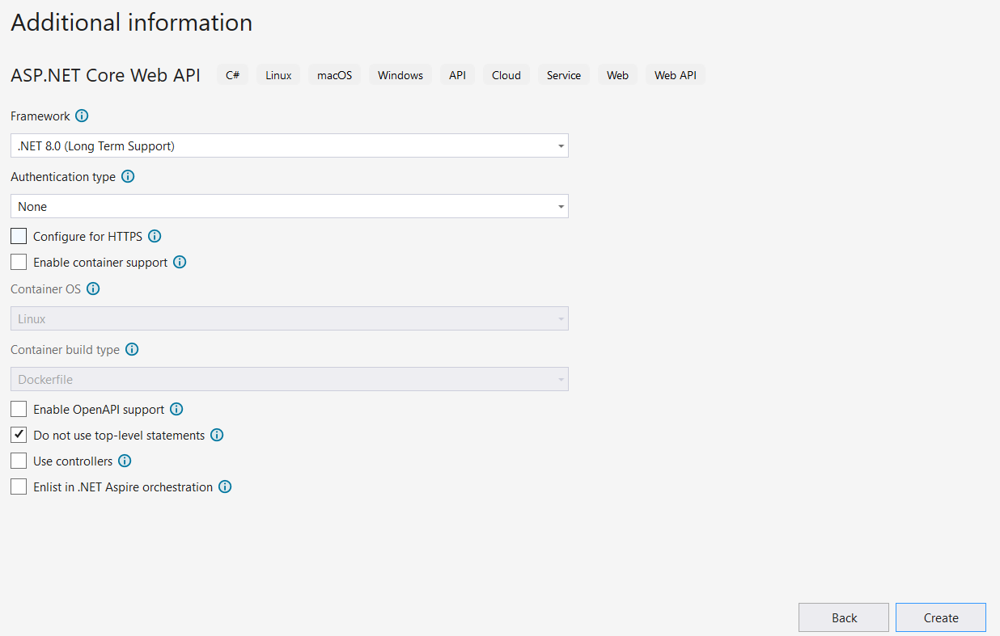 Additional information
ASP.NET Core Web API C# Linux macOS Windows API Cloud Service Web Web API
Framework
.NET 8.0 (Long Term Support)
Authentication type
None
Configure for HTTPS
Enable container support
Container OS
Linux
Container build type
Dockerfile
Enable OpenAPI support
Do not use top-level statements
Use controllers
Enlist in .NET Aspire orchestration
Back Create